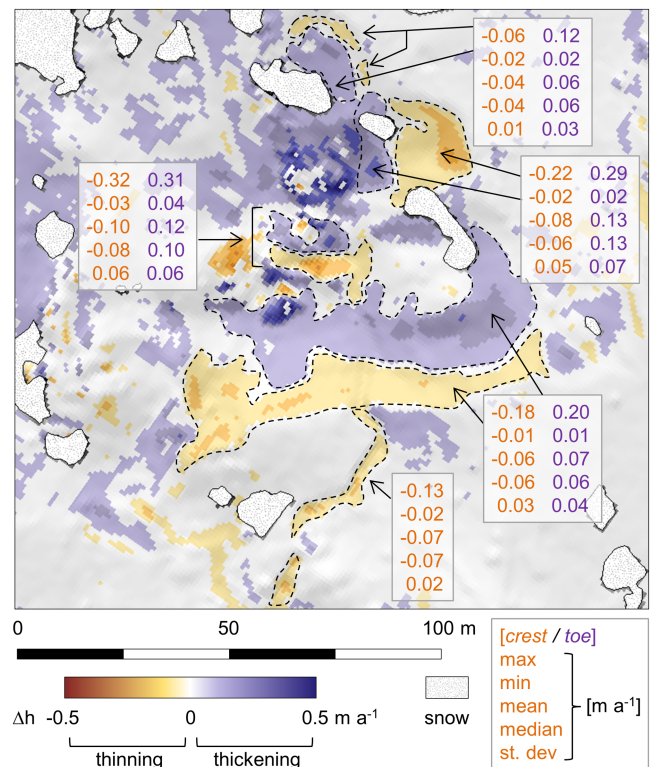 -0.06 0.12
-0.02 0.02
-0.04 0.06
-0.04 0.06
0.01 0.03
-0.32 0.31
-0.03 0.04
-0.10 0.12
-0.08 0.10
0.06 0.06
-0.22 0.29
-0.02 0.02
-0.08 0.13
-0.06 0.13
0.05 0.07
-0.18 0.20
-0.01 0.01
-0.06 0.07
-0.06 0.06
0.03 0.04
-0.13
-0.02
-0.07
-0.07
0.02
0 50 100 m
Δh -0.5 0 0.5 m a⁻¹
thinning thickening
snow
[crest / toe]
max
min
mean
median
st. dev
[m a⁻¹]